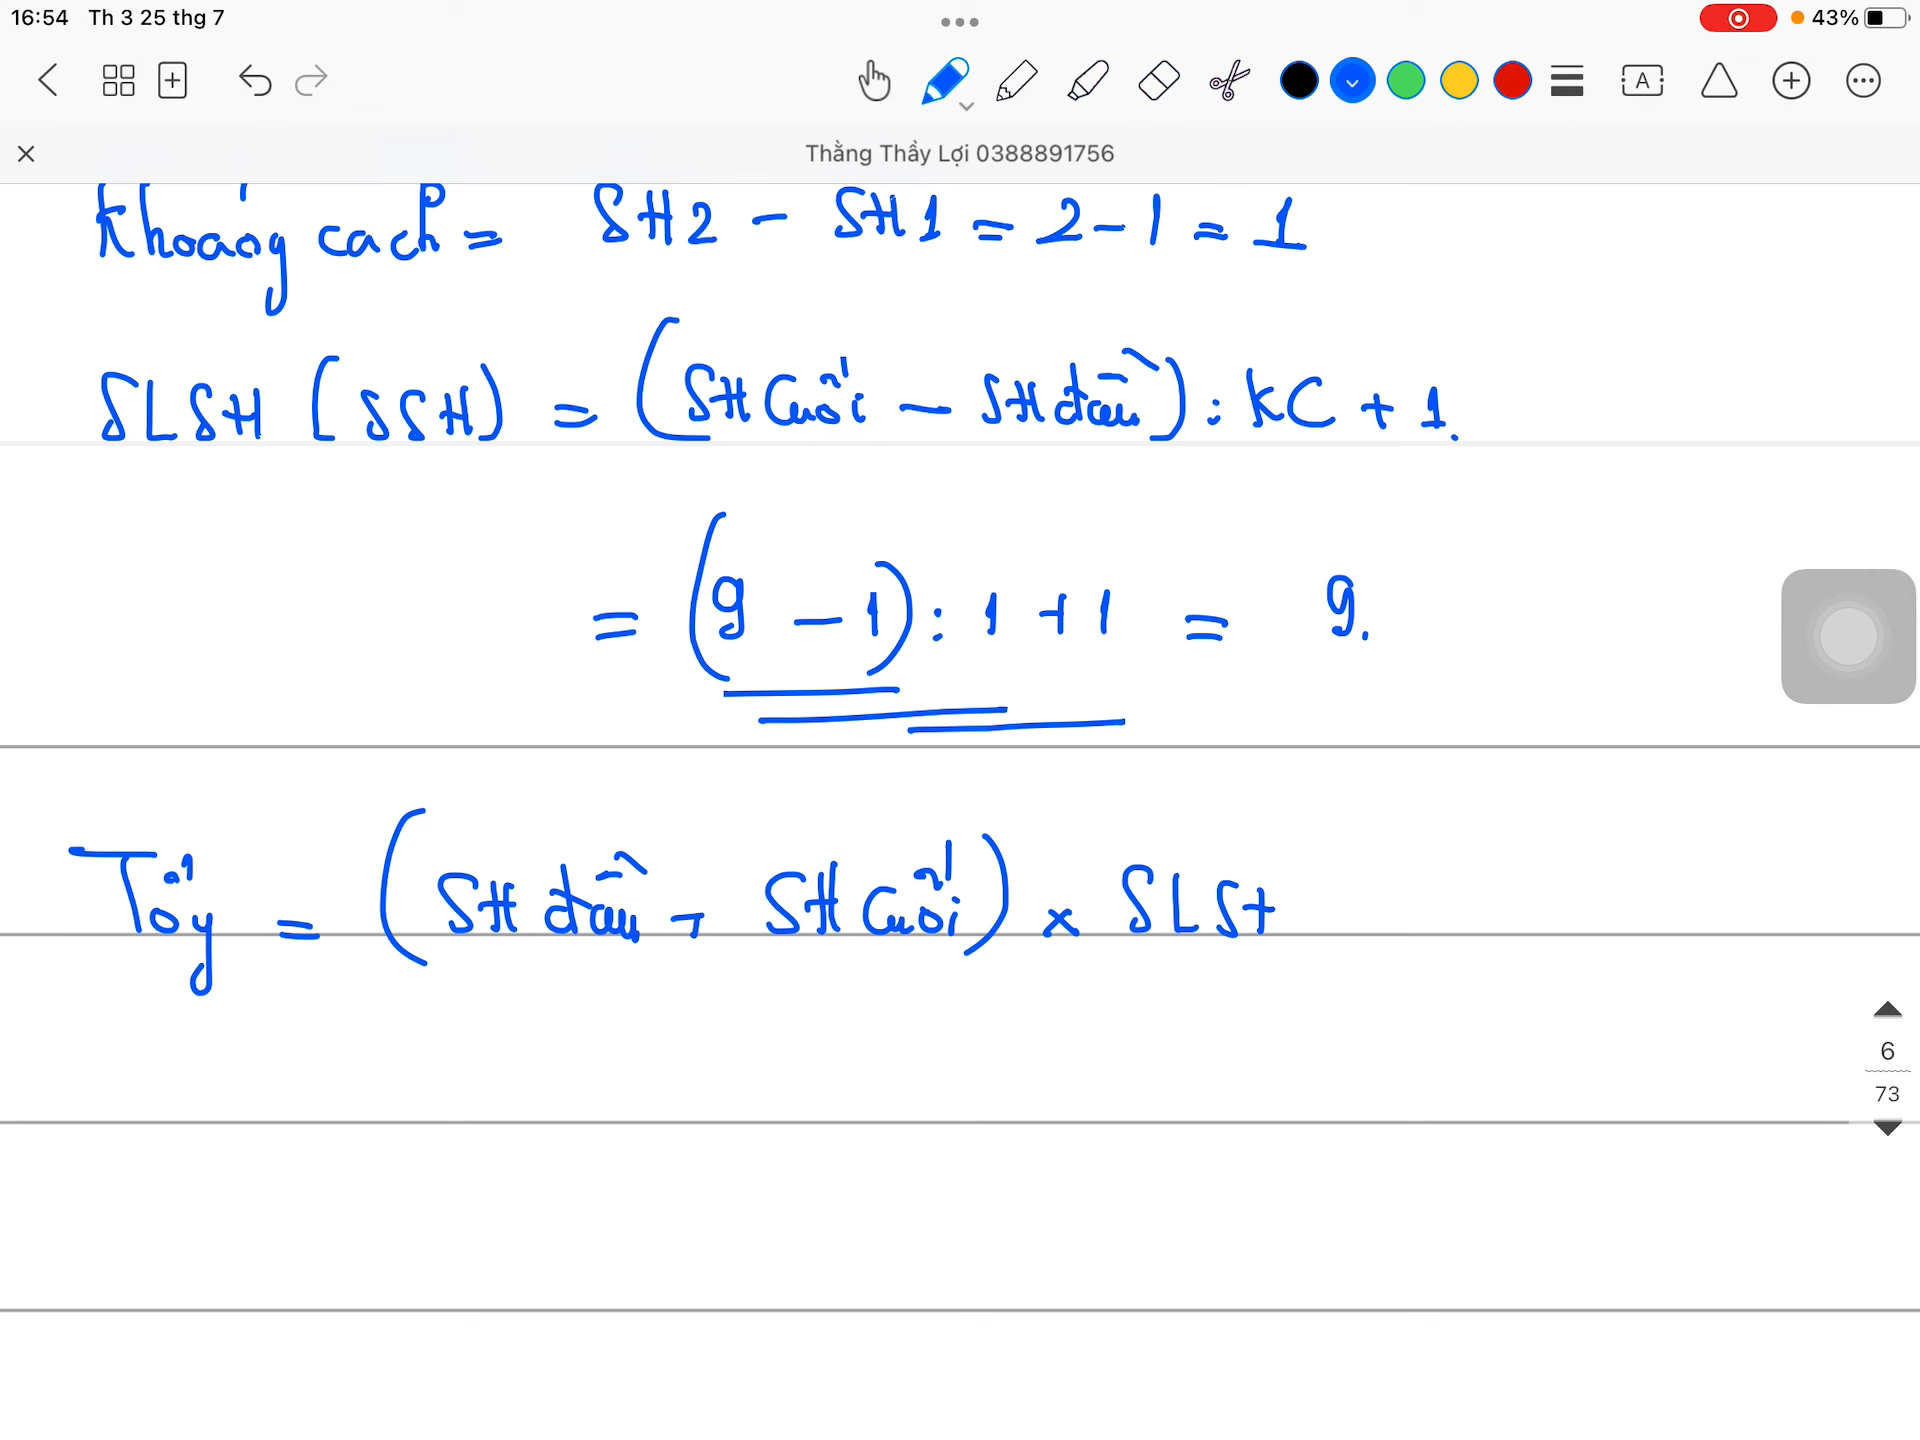 16:54 Th 3 25 thg 7 43%
A
Thằng Thầy Lợi 0388891756
Khoảng cách = SH2 - SH1 = 2-1 = 1
SLSH (SSH) = (SH Cuối - SH đầu) : KC + 1.
= (9 - 1) : 1 + 1 = 9.
Tổng = (SH đầu + SH Cuối) x SLSH
6
73